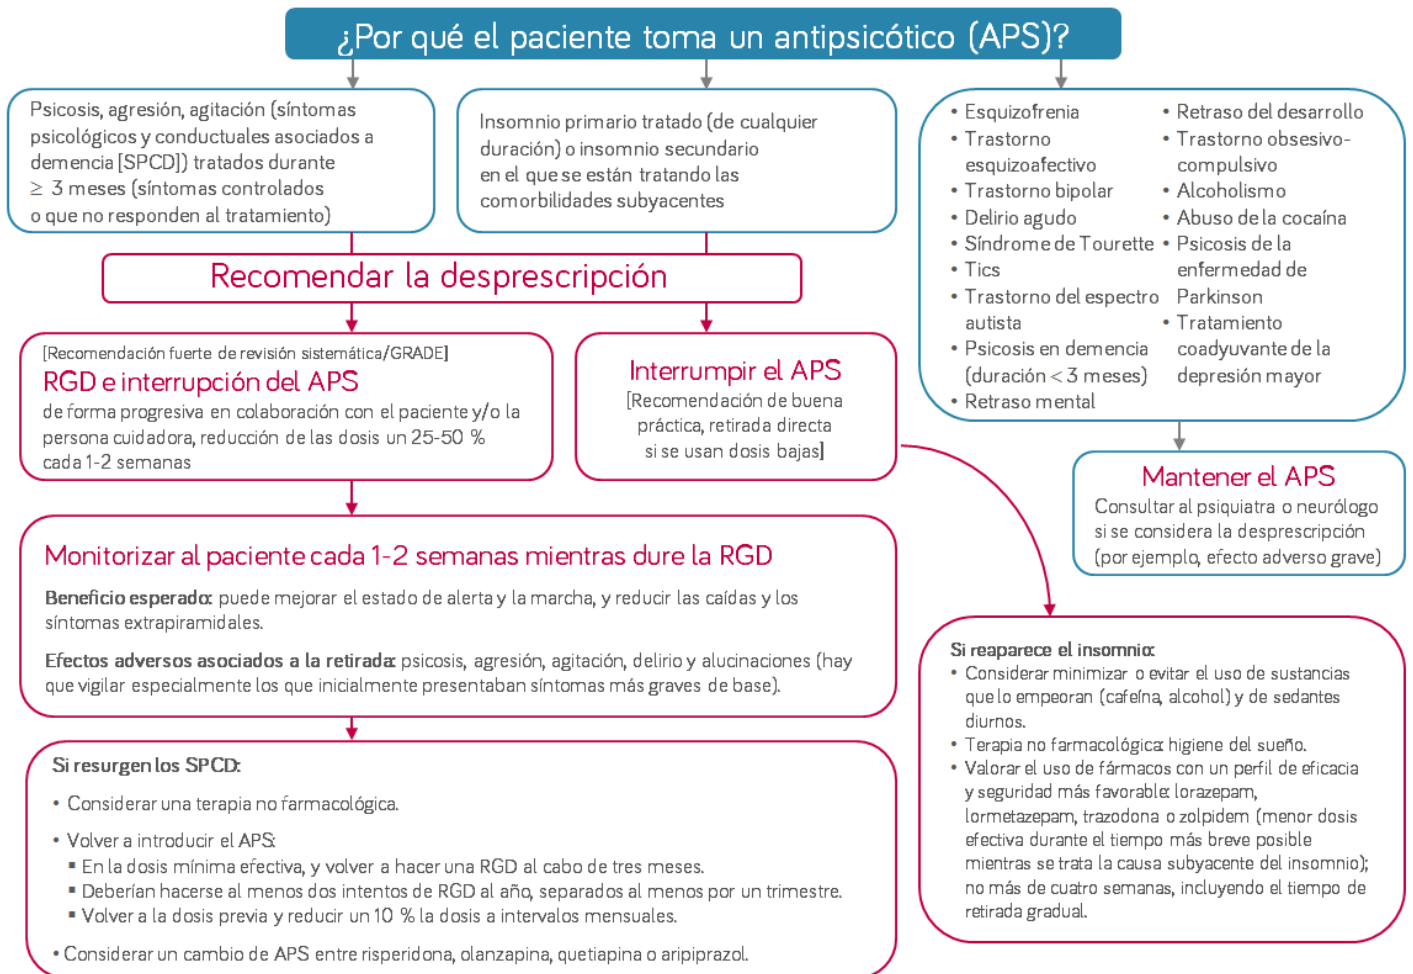 ¿Por qué el paciente toma un antipsicótico (APS)?
Psicosis, agresión, agitación (síntomas
psicológicos y conductuales asociados a
demencia [SPCD]) tratados durante
≥ 3 meses (síntomas controlados
o que no responden al tratamiento)
Insomnio primario tratado (de cualquier
duración) o insomnio secundario
en el que se están tratando las
comorbilidades subyacentes
• Esquizofrenia
• Trastorno
esquizoafectivo
• Trastorno bipolar
• Delirio agudo
• Síndrome de Tourette
• Tics
• Trastorno del espectro
autista
• Psicosis en demencia
(duración < 3 meses)
• Retraso mental
• Retraso del desarrollo
• Trastorno obsesivo-
compulsivo
• Alcoholismo
• Abuso de la cocaína
• Psicosis de la
enfermedad de
Parkinson
• Tratamiento
coadyuvante de la
depresión mayor
Recomendar la desprescripción
[Recomendación fuerte de revisión sistemática/GRADE]
RGD e interrupción del APS
de forma progresiva en colaboración con el paciente y/o la
persona cuidadora, reducción de las dosis un 25-50 %
cada 1-2 semanas
Interrumpir el APS
[Recomendación de buena
práctica, retirada directa
si se usan dosis bajas]
Mantener el APS
Consultar al psiquiatra o neurólogo
si se considera la desprescripción
(por ejemplo, efecto adverso grave)
Monitorizar al paciente cada 1-2 semanas mientras dure la RGD
Beneficio esperado: puede mejorar el estado de alerta y la marcha, y reducir las caídas y los
síntomas extrapiramidales.
Efectos adversos asociados a la retirada: psicosis, agresión, agitación, delirio y alucinaciones (hay
que vigilar especialmente los que inicialmente presentaban síntomas más graves de base).
Si reaparece el insomnio:
• Considerar minimizar o evitar el uso de sustancias
que lo empeoran (cafeína, alcohol) y de sedantes
diurnos.
• Terapia no farmacológica: higiene del sueño.
• Valorar el uso de fármacos con un perfil de eficacia
y seguridad más favorable: lorazepam,
lormetazepam, trazodona o zolpidem (menor dosis
efectiva durante el tiempo más breve posible
mientras se trata la causa subyacente del insomnio);
no más de cuatro semanas, incluyendo el tiempo de
retirada gradual.
Si resurgen los SPCD:
• Considerar una terapia no farmacológica.
• Volver a introducir el APS:
▪ En la dosis mínima efectiva, y volver a hacer una RGD al cabo de tres meses.
▪ Deberían hacerse al menos dos intentos de RGD al año, separados al menos por un trimestre.
▪ Volver a la dosis previa y reducir un 10 % la dosis a intervalos mensuales.
• Considerar un cambio de APS entre risperidona, olanzapina, quetiapina o aripiprazol.